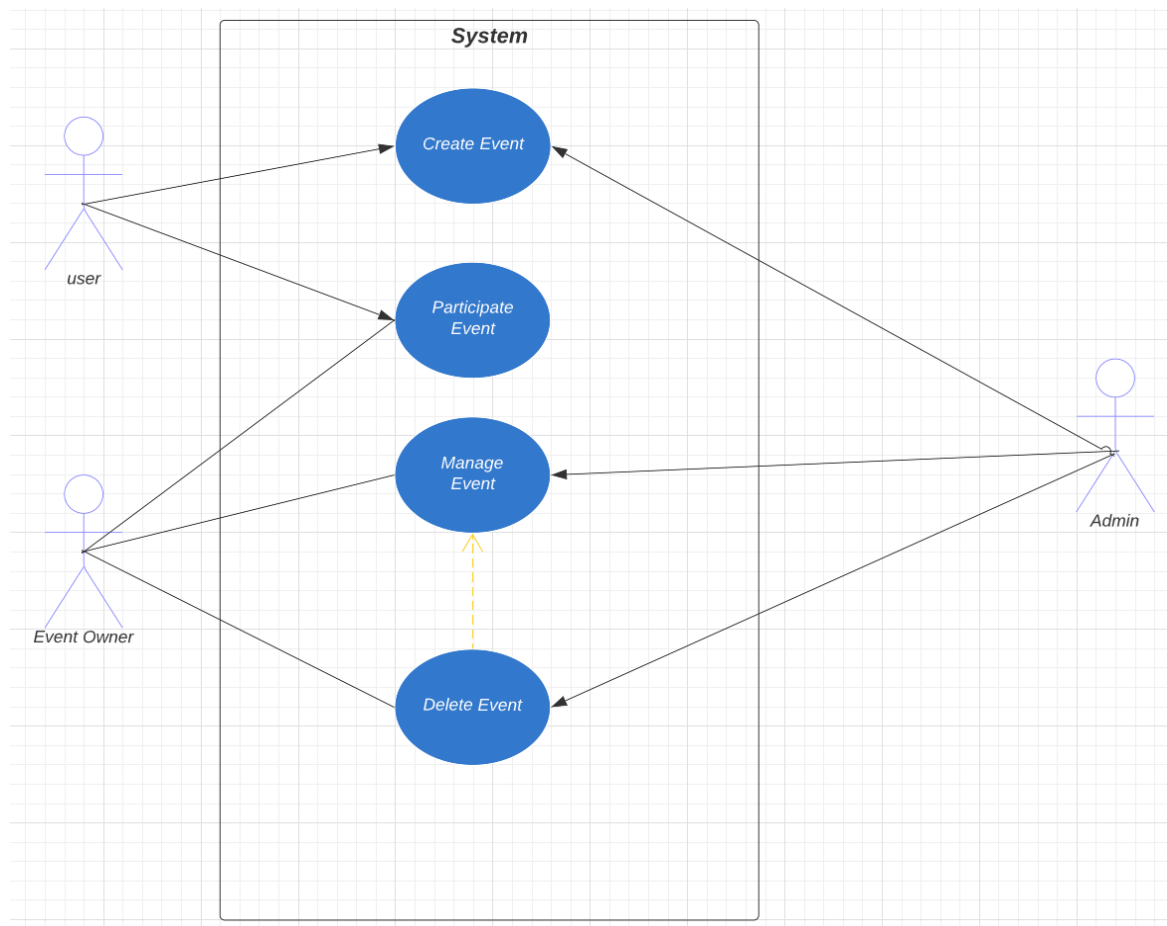 System
Create Event
user
Participate
Event
Manage
Event
Admin
Event Owner
Delete Event